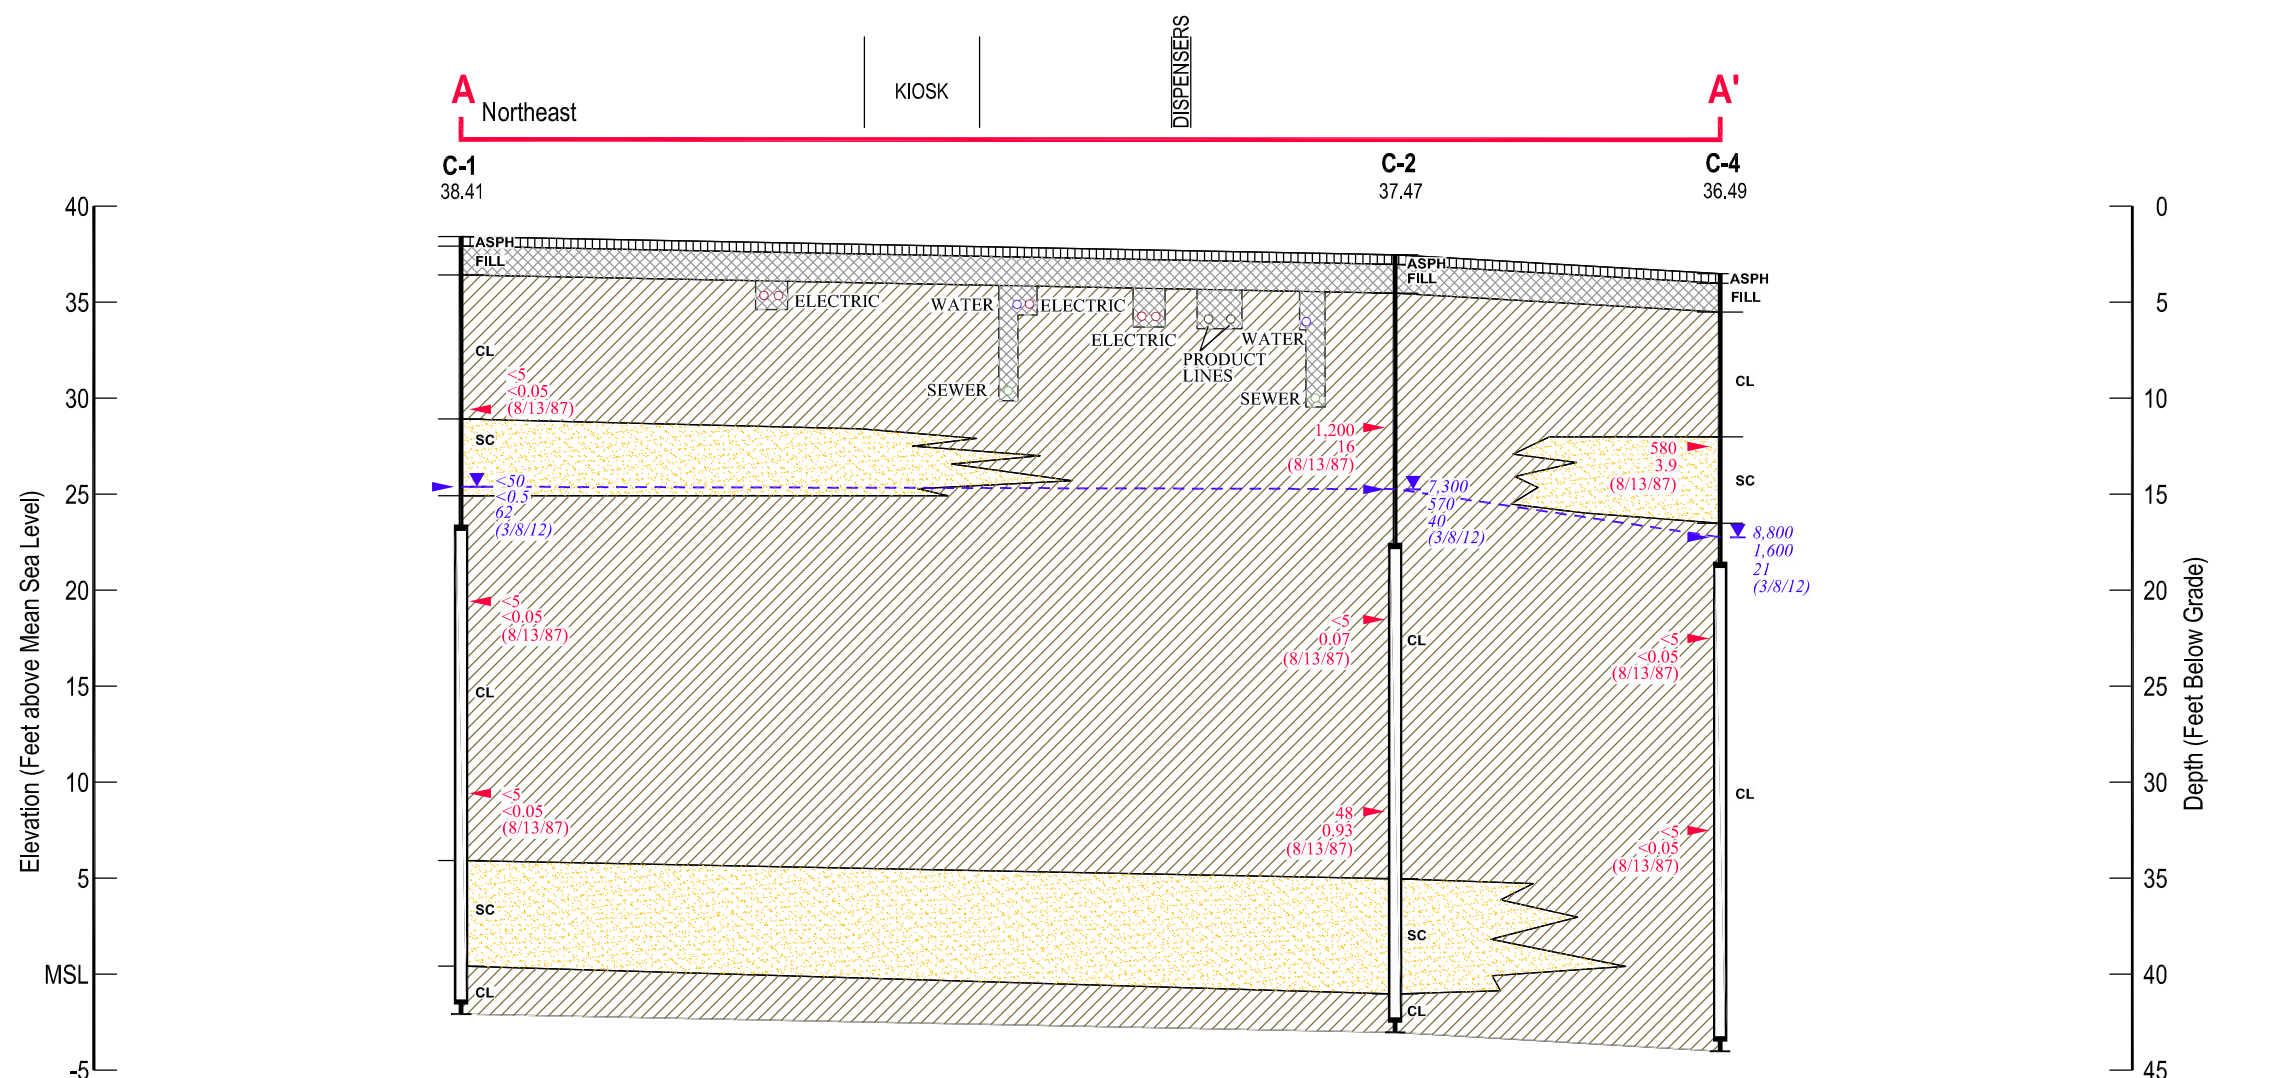 DISPENSERS
KIOSK
A
Northeast
A'
C-1
38.41
C-2
37.47
C-4
36.49
40
35
30
25
20
15
10
5
MSL
-5
Elevation (Feet above Mean Sea Level)
0
5
10
15
20
25
30
35
40
45
Depth (Feet Below Grade)
ASPH
FILL
CL
<5
<0.05
(8/13/87)
SC
<50
<0.5
62
(3/8/12)
<5
<0.05
(8/13/87)
CL
<5
<0.05
(8/13/87)
SC
CL
ELECTRIC
WATER
ELECTRIC
SEWER
ELECTRIC
PRODUCT
LINES
WATER
SEWER
ASPH
FILL
1,200
16
(8/13/87)
7,300
570
40
(3/8/12)
<5
0.07
(8/13/87)
CL
48
0.93
(8/13/87)
SC
CL
ASPH
FILL
CL
580
3.9
(8/13/87)
SC
8,800
1,600
21
(3/8/12)
<5
<0.05
(8/13/87)
CL
<5
<0.05
(8/13/87)